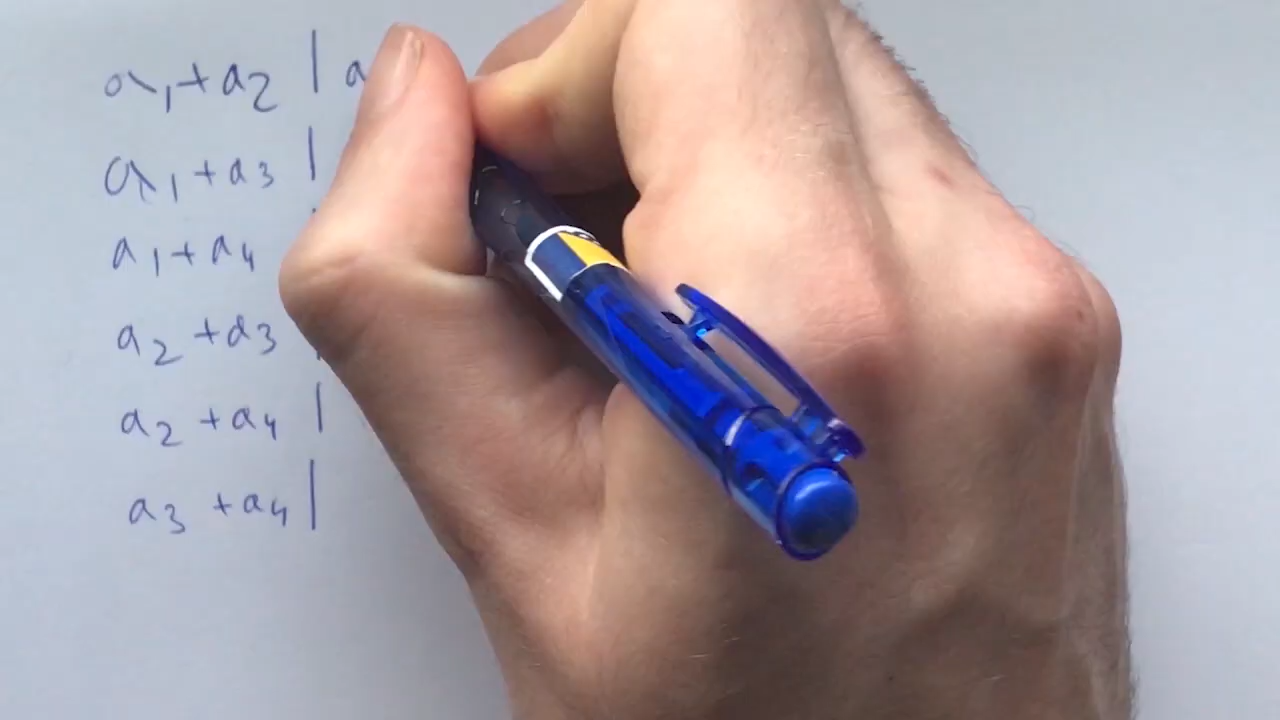 a₁+a₂ | a
a₁+a₃ |
a₁+a₄
a₂+a₃
a₂+a₄ |
a₃+a₄ |